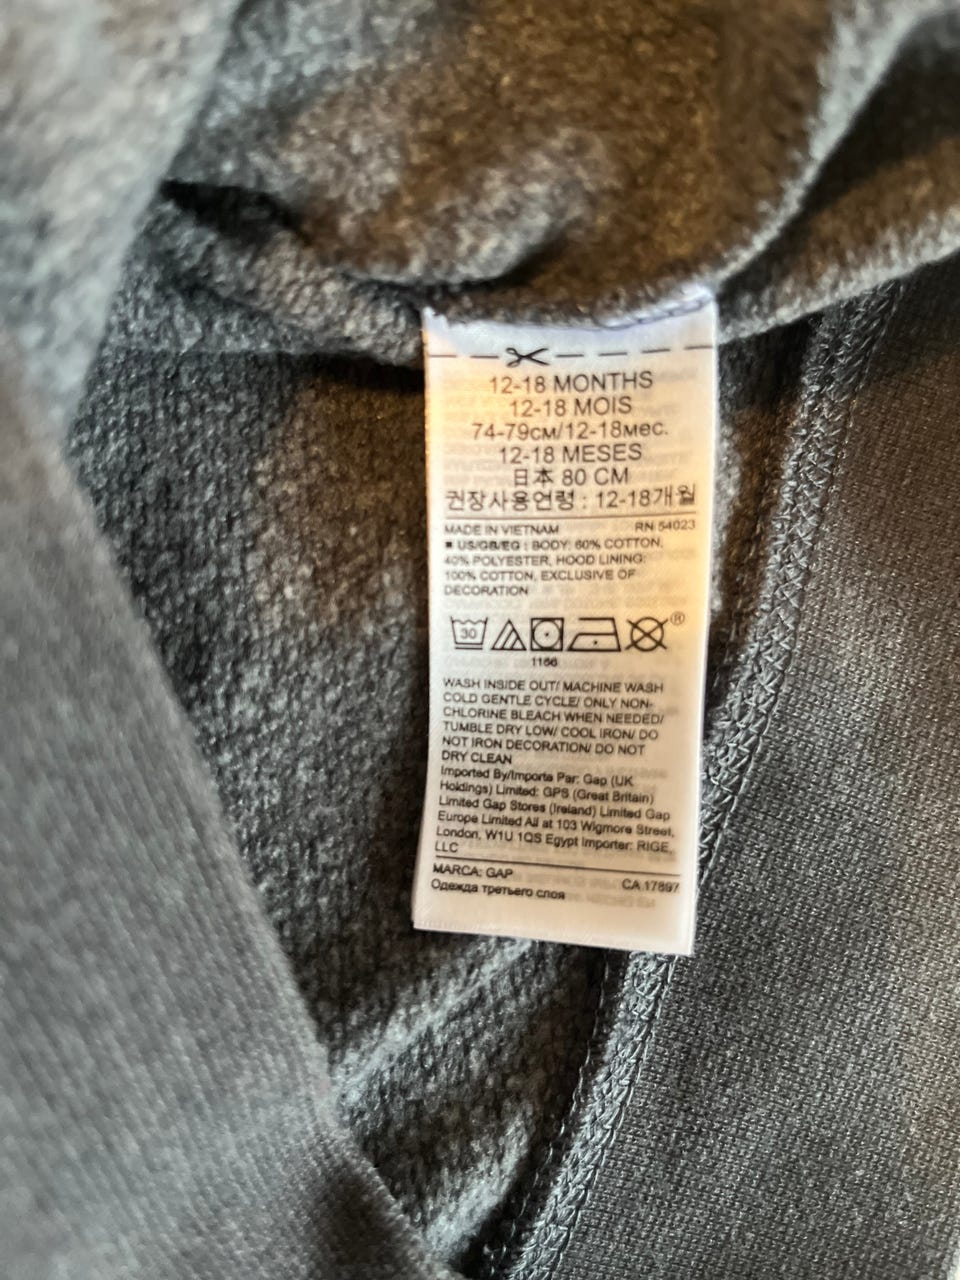 12-18 MONTHS
12-18 MOIS
74-79см/12-18мес.
12-18 MESES
日本 80 CM
권장사용연령 : 12-18개월
MADE IN VIETNAM RN 54023
■ US/GB/EG : BODY: 60% COTTON,
40% POLYESTER, HOOD LINING:
100% COTTON, EXCLUSIVE OF
DECORATION
30 ®
1166
WASH INSIDE OUT/ MACHINE WASH
COLD GENTLE CYCLE/ ONLY NON-
CHLORINE BLEACH WHEN NEEDED/
TUMBLE DRY LOW/ COOL IRON/ DO
NOT IRON DECORATION/ DO NOT
DRY CLEAN
Imported By/Importe Par: Gap (UK
Holdings) Limited: GPS (Great Britain)
Limited Gap Stores (Ireland) Limited Gap
Europe Limited All at 103 Wigmore Street,
London, W1U 1QS Egypt Importer: RIGE,
LLC
MARCA: GAP CA 17897
Одежда третьего слоя